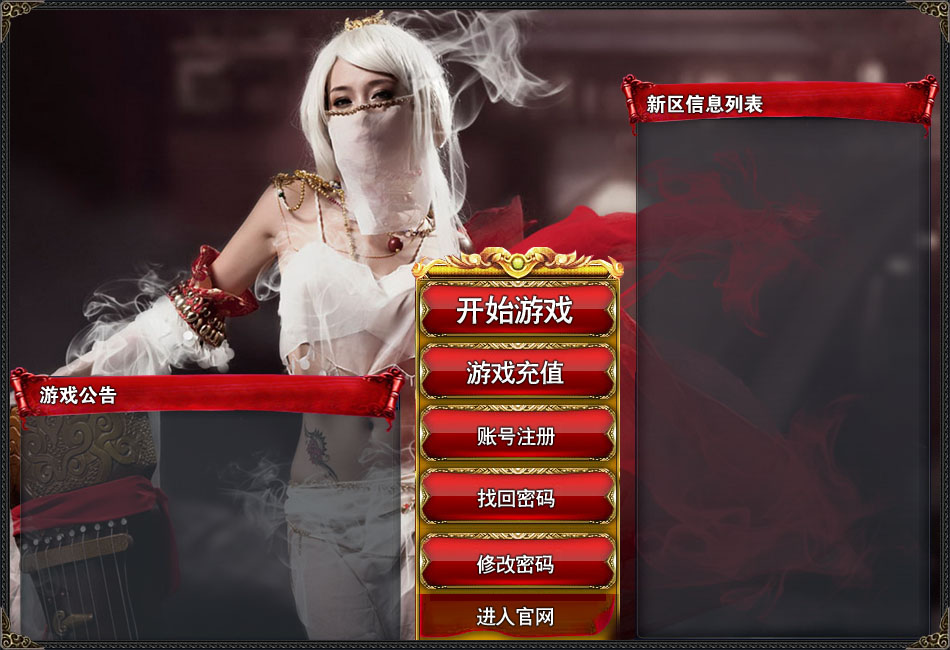 新区信息列表
开始游戏
游戏充值
游戏公告
账号注册
找回密码
修改密码
进入官网